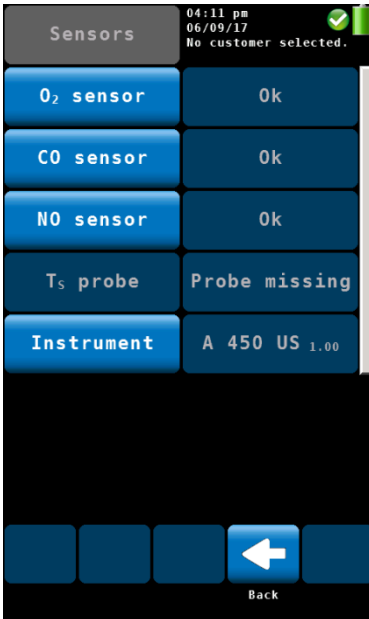 Sensors
04:11 pm
06/09/17
No customer selected.
O₂ sensor Ok
CO sensor Ok
NO sensor Ok
Tₛ probe Probe missing
Instrument A 450 US 1.00
Back